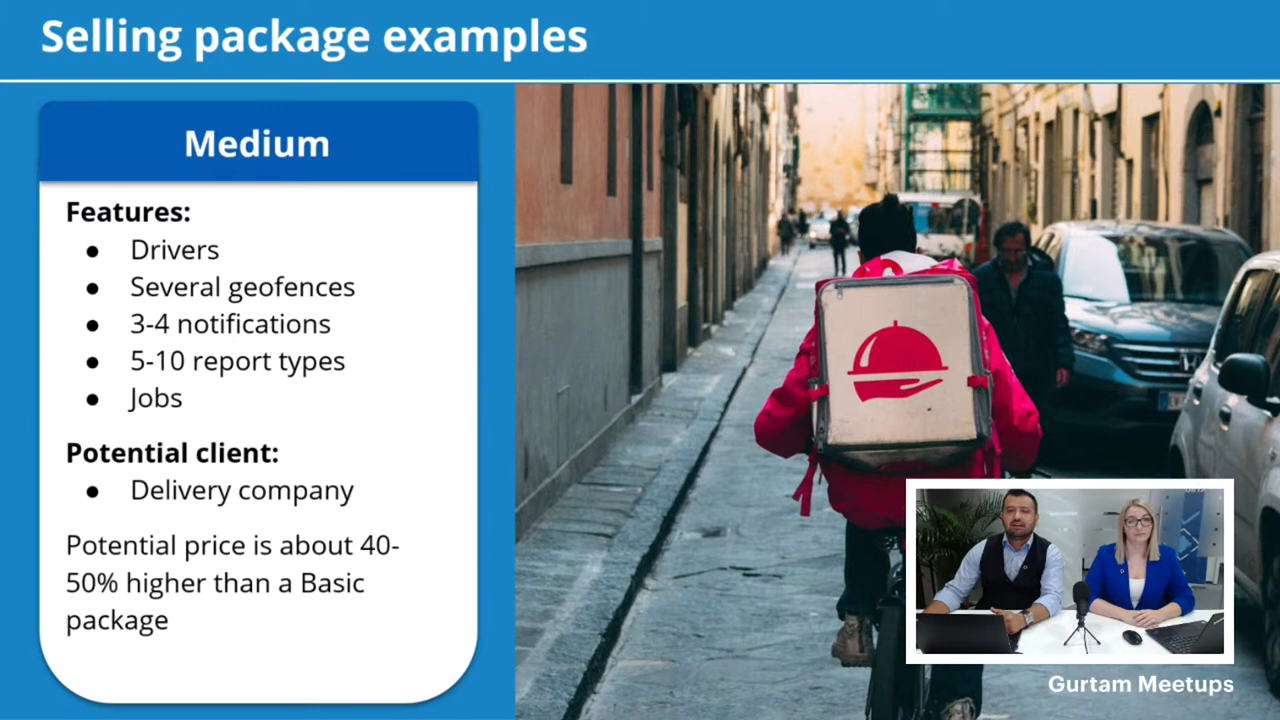 Selling package examples
Medium
Features:
● Drivers
● Several geofences
● 3-4 notifications
● 5-10 report types
● Jobs
Potential client:
● Delivery company
Potential price is about 40-
50% higher than a Basic
package
Gurtam Meetups